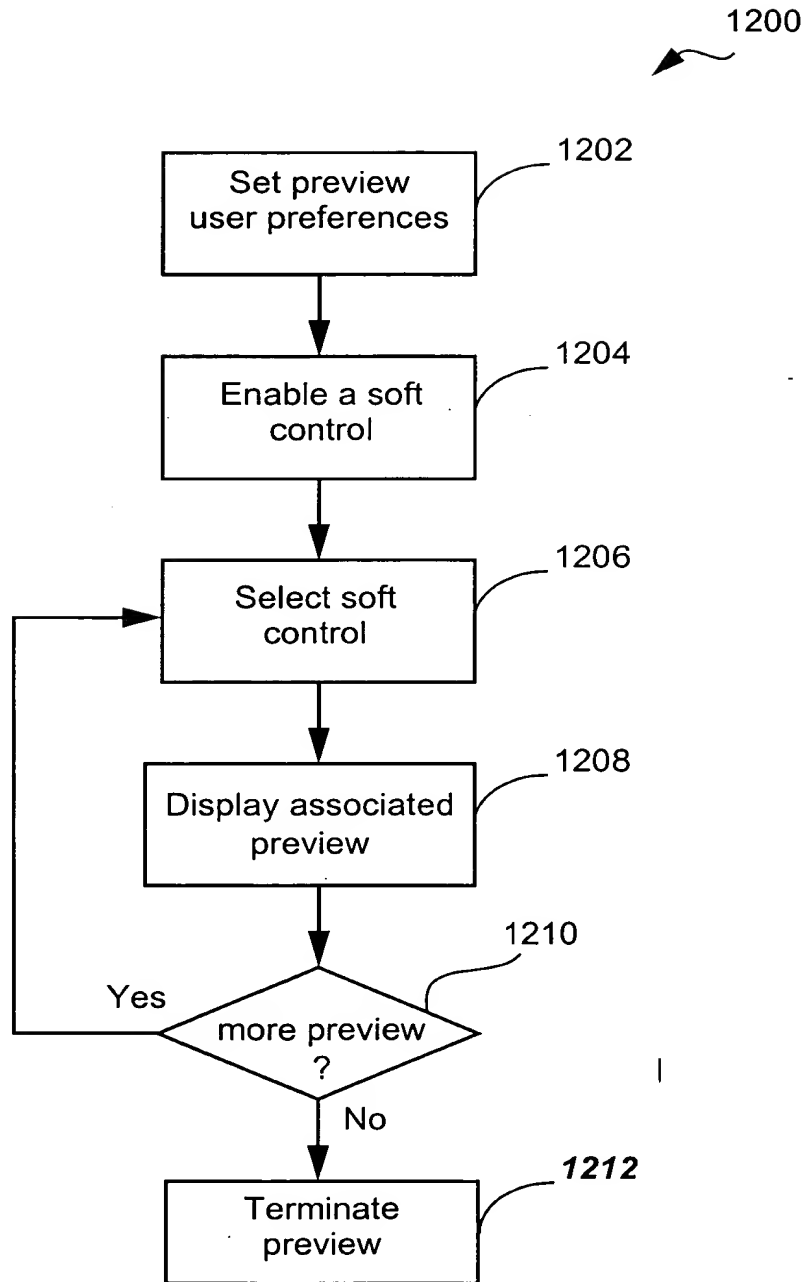 1200
1202
Set preview
user preferences
1204
Enable a soft
control
1206
Select soft
control
1208
Display associated
preview
1210
Yes
more preview
?
No
1212
Terminate
preview